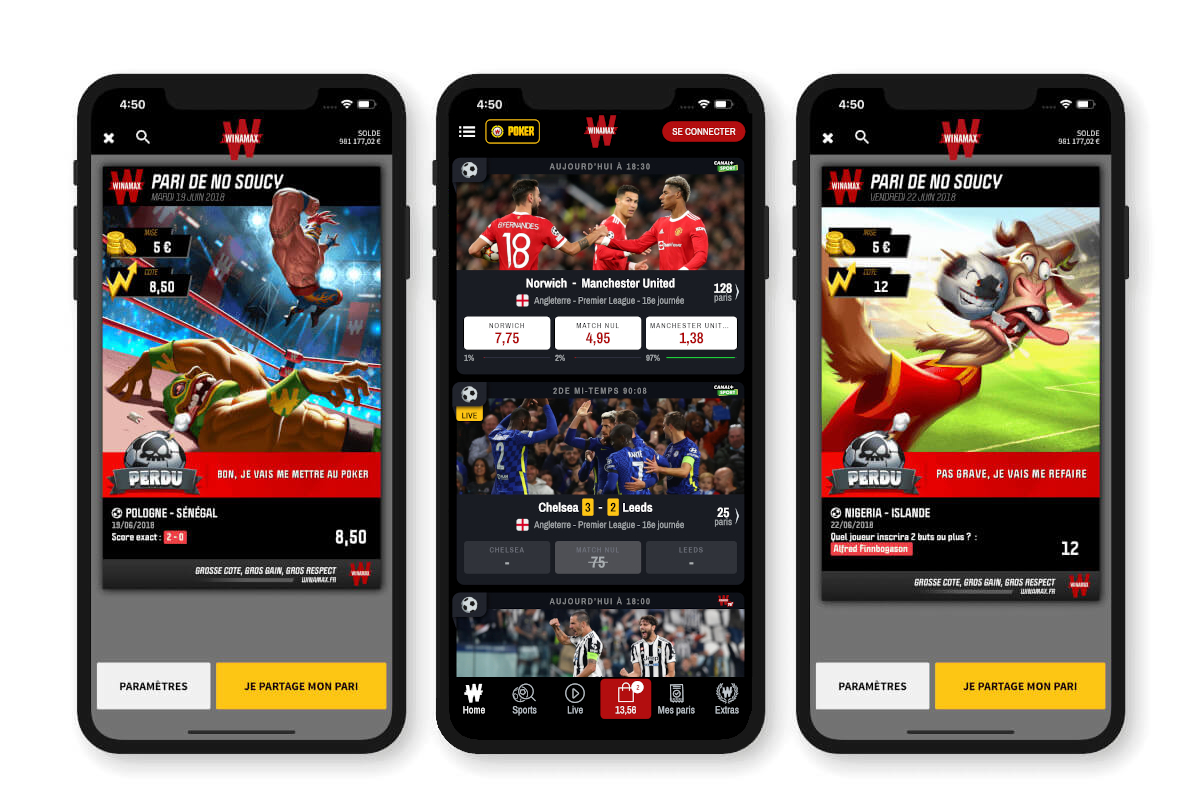 4:50
SOLDE
981 177,02 €
WINAMAX
WINAMAX
PARI DE NO SOUCY
MARDI 19 JUIN 2018
MISE
5 €
COTE
8,50
PERDU
BON, JE VAIS ME METTRE AU POKER
POLOGNE - SÉNÉGAL
19/06/2018
Score exact : 2 - 0
8,50
GROSSE COTE, GROS GAIN, GROS RESPECT
WINAMAX.FR
WINAMAX
PARAMÈTRES
JE PARTAGE MON PARI
4:50
POKER
WINAMAX
SE CONNECTER
AUJOURD'HUI À 18:30
CANAL+
SPORT
B.FERNANDES
18
Norwich - Manchester United
Angleterre - Premier League - 16e journée
128
paris
NORWICH
7,75
MATCH NUL
4,95
MANCHESTER UNIT...
1,38
1%
2%
97%
2DE MI-TEMPS 90:08
CANAL+
SPORT
LIVE
2
Chelsea 3 - 2 Leeds
Angleterre - Premier League - 16e journée
25
paris
CHELSEA
-
MATCH NUL
75
LEEDS
-
AUJOURD'HUI À 18:00
Home
Sports
Live
2
13,56
Mes paris
Extras
4:50
SOLDE
981 177,02 €
WINAMAX
WINAMAX
PARI DE NO SOUCY
VENDREDI 22 JUIN 2018
MISE
5 €
COTE
12
PERDU
PAS GRAVE, JE VAIS ME REFAIRE
NIGERIA - ISLANDE
22/06/2018
Quel joueur inscrira 2 buts ou plus ? :
Alfred Finnbogason
12
GROSSE COTE, GROS GAIN, GROS RESPECT
WINAMAX.FR
WINAMAX
PARAMÈTRES
JE PARTAGE MON PARI